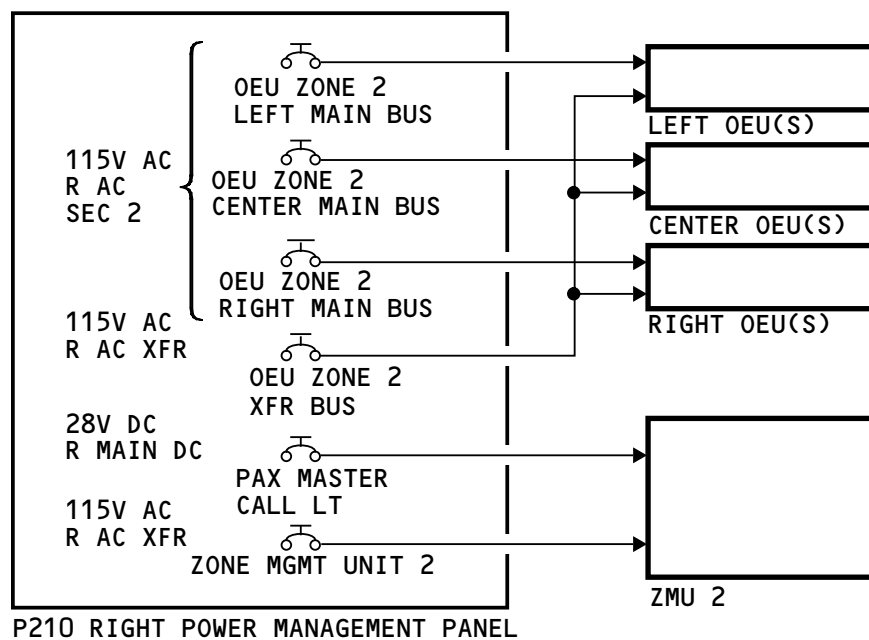 OEU ZONE 2
LEFT MAIN BUS
LEFT OEU(S)
115V AC
R AC
SEC 2
OEU ZONE 2
CENTER MAIN BUS
CENTER OEU(S)
OEU ZONE 2
RIGHT MAIN BUS
RIGHT OEU(S)
115V AC
R AC XFR
OEU ZONE 2
XFR BUS
28V DC
R MAIN DC
PAX MASTER
CALL LT
115V AC
R AC XFR
ZONE MGMT UNIT 2
ZMU 2
P210 RIGHT POWER MANAGEMENT PANEL